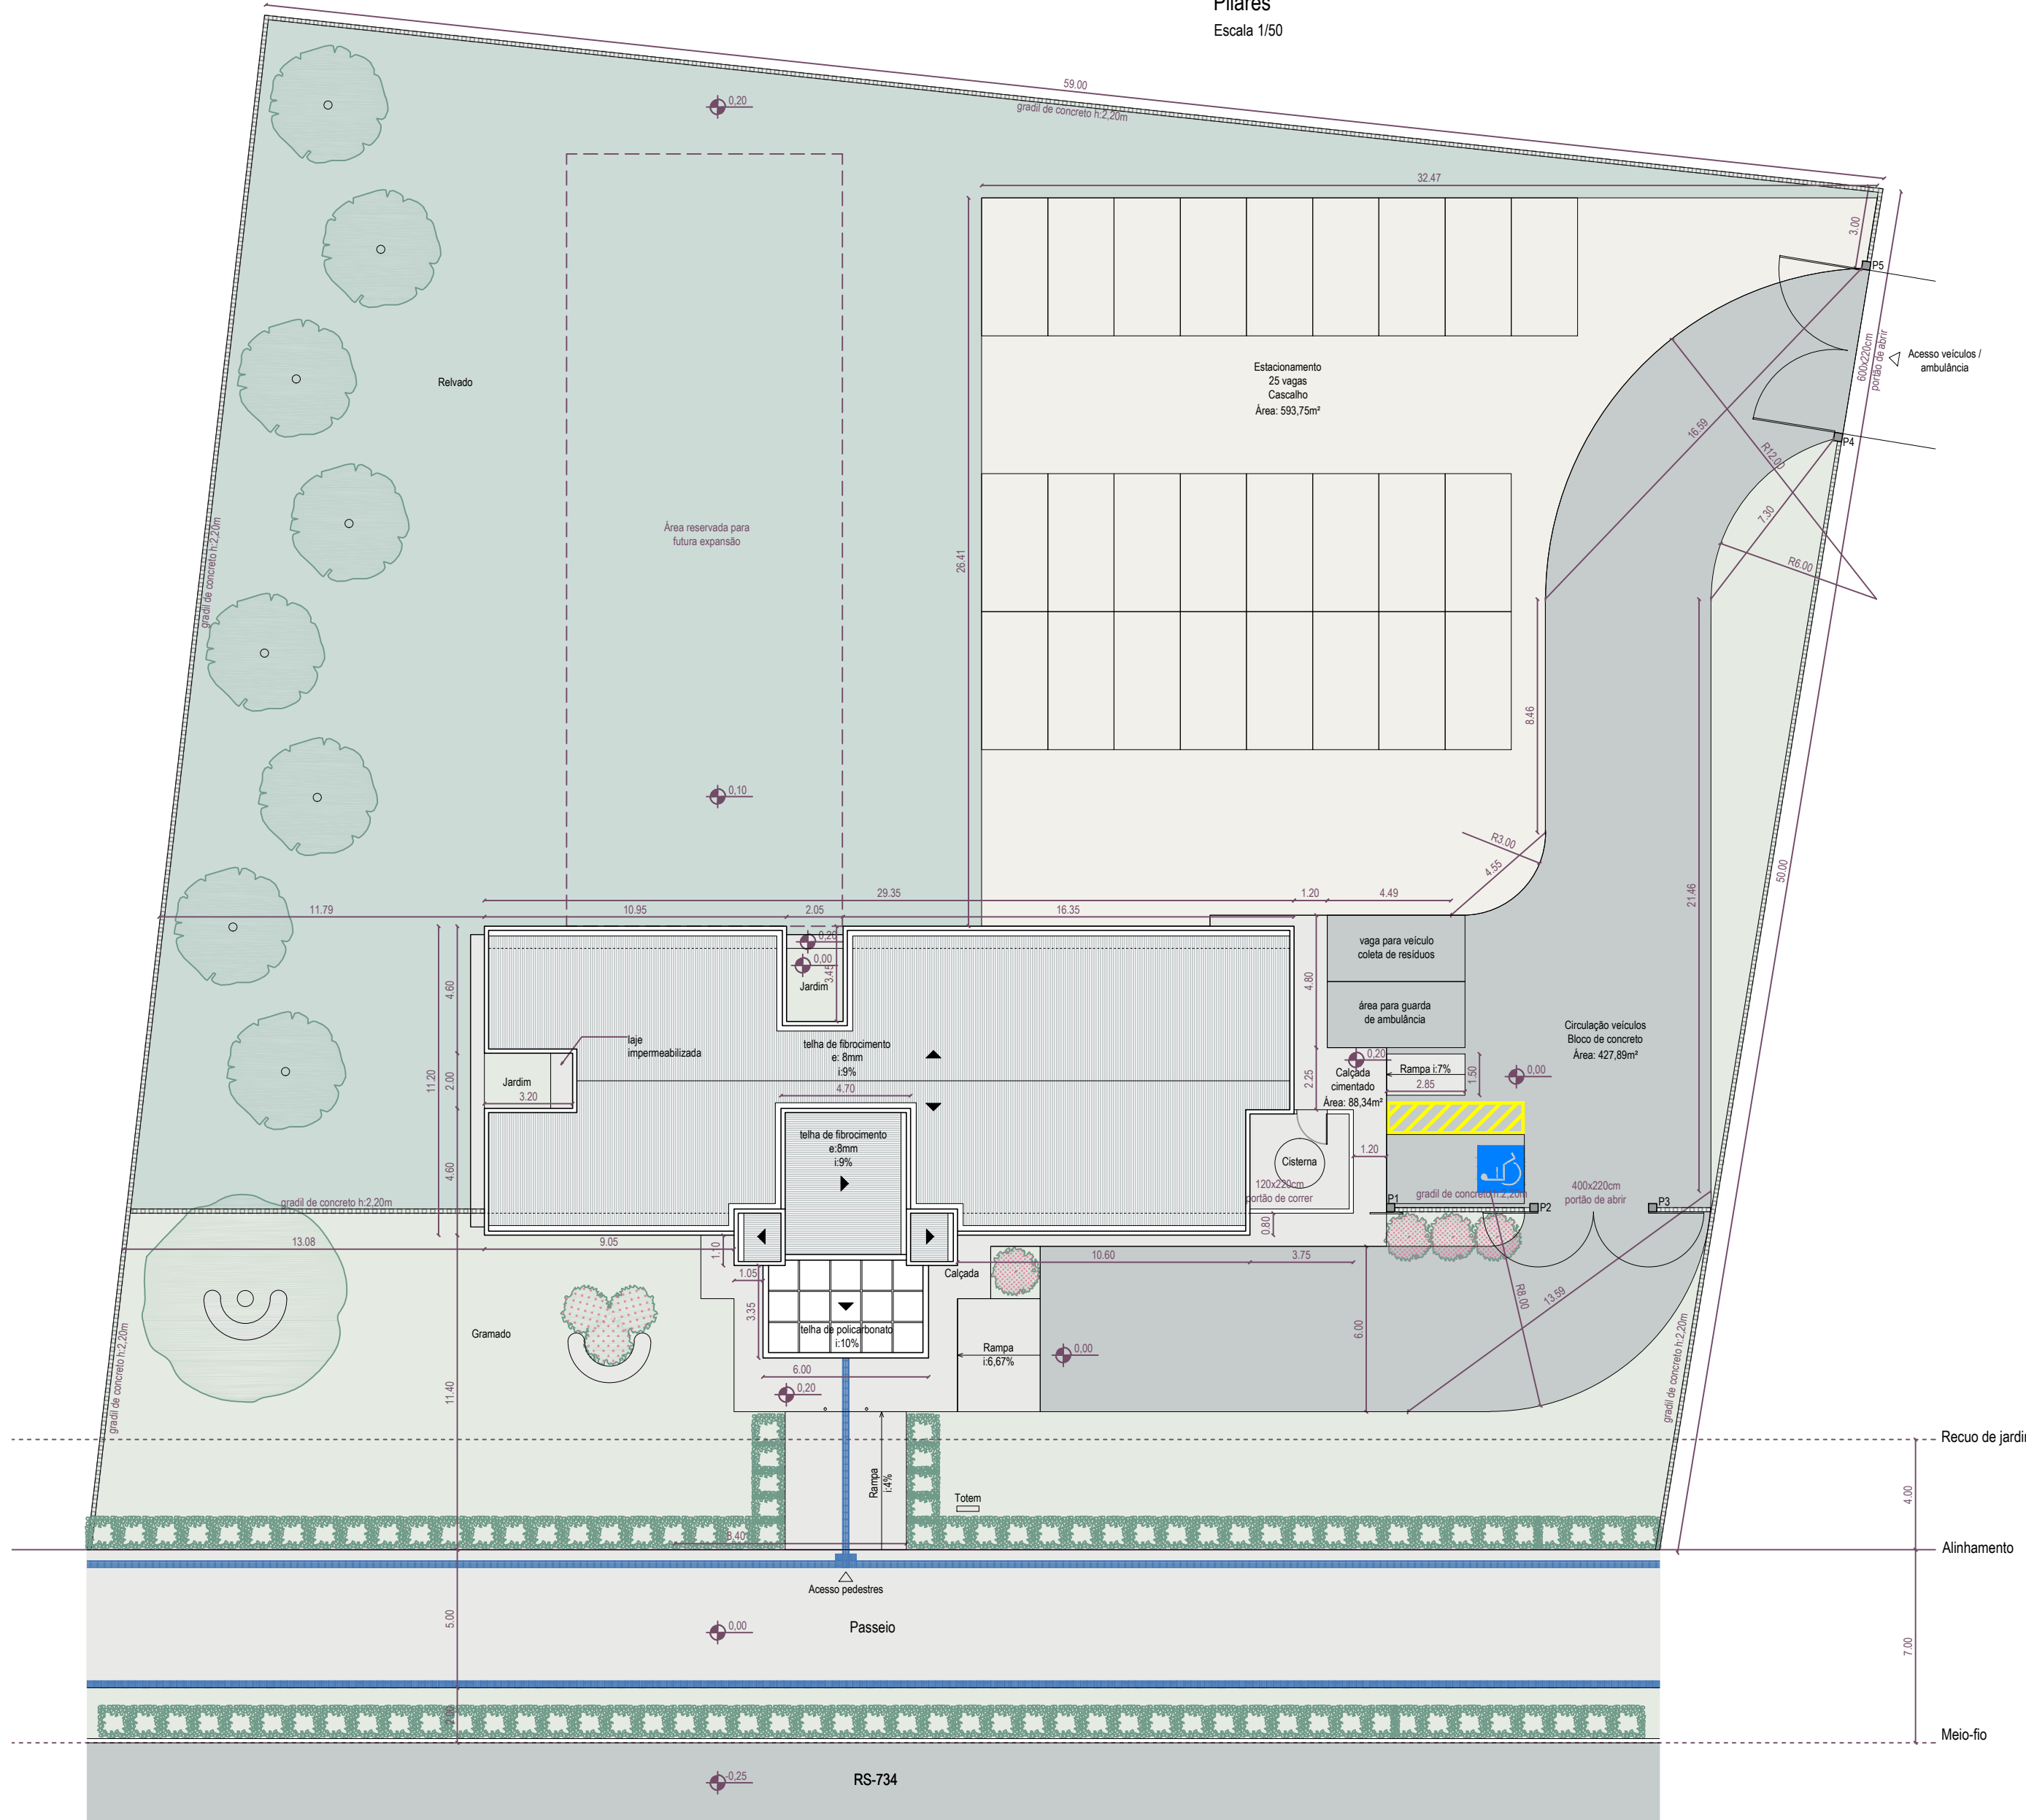 Pilares
Escala 1/50
59.00
gradil de concreto h:2,20m
0,20
32.47
3.00
P5
600x220cm
portão de abrir
Acesso veículos /
ambulância
Estacionamento
25 vagas
Cascalho
Área: 593,75m²
Relvado
16.59
R12.00
P4
7.30
R6.00
gradil de concreto h:2,20m
Área reservada para
futura expansão
26.41
8.46
0,10
R3.00
4.55
50.00
21.46
29.35
1.20
4.49
11.79
10.95
2.05
16.35
0,20
0,00
3.45
Jardim
vaga para veículo
coleta de resíduos
4.80
4.60
área para guarda
de ambulância
Circulação veículos
Bloco de concreto
Área: 427,89m²
laje
impermeabilizada
telha de fibrocimento
e: 8mm
i:9%
0,20
Rampa i:7%
0,00
Jardim
3.20
11.20
2.00
4.70
2.25
Calçada
cimentado
Área: 88,34m²
2.85
1.50
telha de fibrocimento
e:8mm
i:9%
Cisterna
1.20
4.60
gradil de concreto h:2,20m
120x220cm
portão de correr
P1
gradil de concreto h:2,20m
P2
400x220cm
portão de abrir
P3
0.80
13.08
9.05
1.10
10.60
3.75
1.05
Calçada
3.35
R8.00
13.59
6.00
Gramado
telha de policarbonato
i:10%
Rampa
i:6,67%
0,00
6.00
0,20
11.40
gradil de concreto h:2,20m
gradil de concreto h:2,20m
Recuo de jardi
Rampa
i:4%
Totem
4.00
8.40
Alinhamento
Acesso pedestres
5.00
0,00
Passeio
7.00
2.00
Meio-fio
-0,25
RS-734